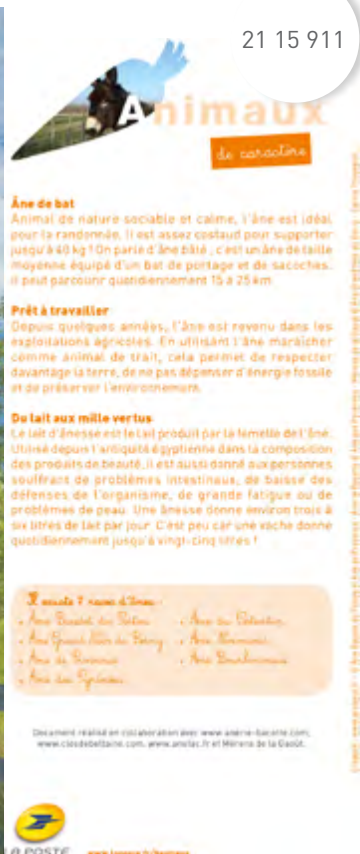 21 15 911
Animaux
de caractère
Âne de bat
Animal de nature sociable et calme, l'âne est idéal
pour la randonnée. Il est assez costaud pour supporter
jusqu'à 40 kg ! On parle d'âne bâté, c'est un âne de taille
moyenne équipé d'un bat de portage et de sacoches.
Il peut parcourir quotidiennement 15 à 25 km.
Prêt à travailler
Depuis quelques années, l'âne est revenu dans les
exploitations agricoles. En utilisant l'âne maraîcher
comme animal de trait, cela permet de respecter
davantage la terre, de ne pas dépenser d'énergie fossile
et de préserver l'environnement.
Du lait aux mille vertus
Le lait d'ânesse est le lait produit par la femelle de l'âne.
Utilisé depuis l'antiquité égyptienne dans la composition
des produits de beauté, il est aussi donné aux personnes
souffrant de problèmes intestinaux, de baisse des
défenses de l'organisme, de grande fatigue ou de
problèmes de peau. Une ânesse donne environ trois à
six litres de lait par jour. C'est peu car une vache donne
quotidiennement jusqu'à vingt-cinq litres !
Il existe 7 races d'ânes :
• Âne Baudet du Poitou
• Âne Grand Noir du Berry
• Âne de Provence
• Âne des Pyrénées
• Âne du Cotentin
• Âne Normand
• Âne Bourbonnais
Document réalisé en collaboration avec www.anerie-bacotte.com,
www.closdebeltaine.com, www.anelac.fr et Mérens de la Daoût.
LA POSTE